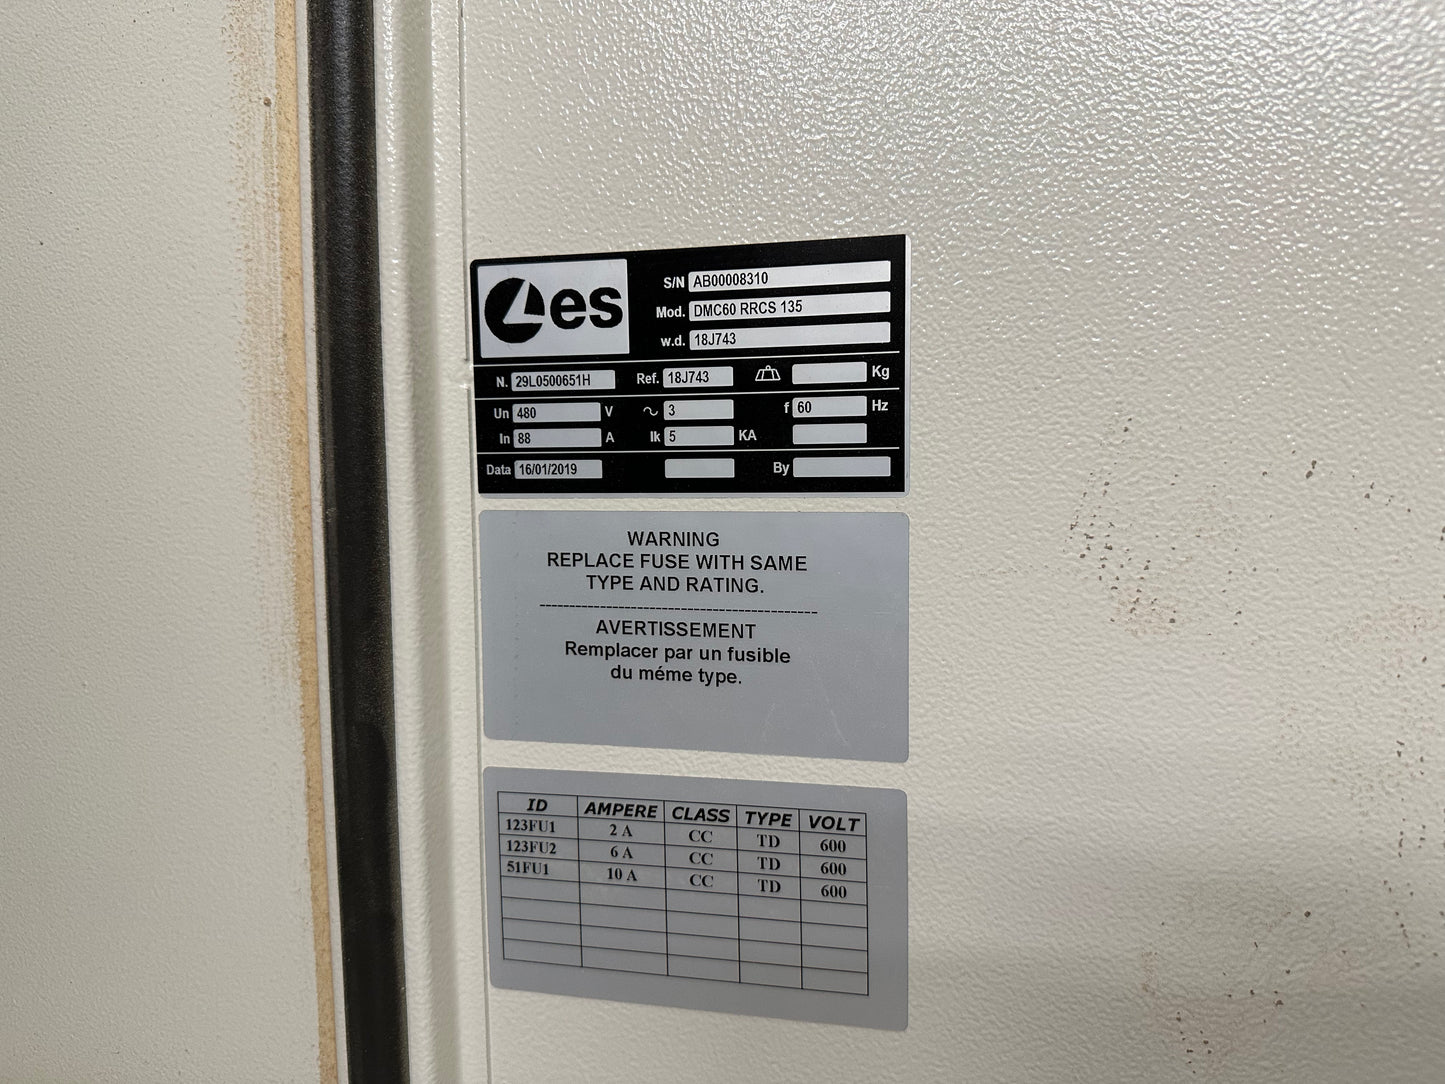 es
S/N AB00008310
Mod. DMC60 RRCS 135
w.d. 18J743
N. 29L0500651H Ref. 18J743 Kg
Un 480 V ~ 3 f 60 Hz
In 88 A Ik 5 KA
Data 16/01/2019 By
WARNING
REPLACE FUSE WITH SAME
TYPE AND RATING.
------------------------------------------------
AVERTISSEMENT
Remplacer par un fusible
du méme type.
ID AMPERE CLASS TYPE VOLT
123FU1 2 A CC TD 600
123FU2 6 A CC TD 600
51FU1 10 A CC TD 600